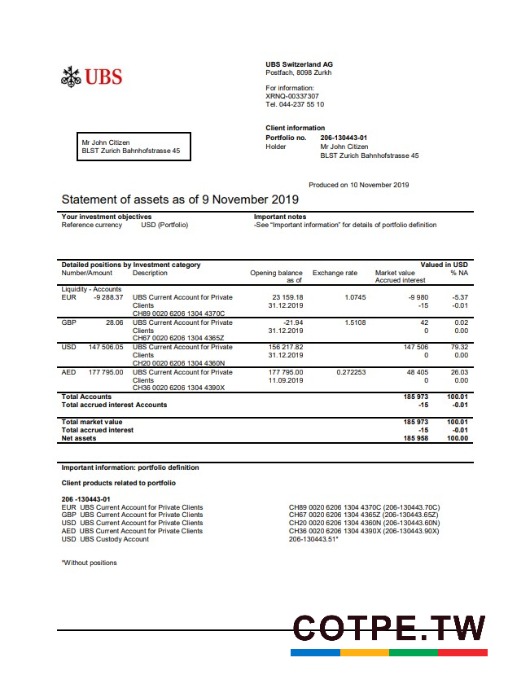 UBS
UBS Switzerland AG
Postfach, 8098 Zurkh
For information:
XRNQ-00337307
Tel. 044-237 55 10
Client information
Portfolio no. 206-130443-01
Holder Mr John Citizen
BLST Zurich Bahnhofstrasse 45
Mr John Citizen
BLST Zurich Bahnhofstrasse 45
Produced on 10 November 2019
Statement of assets as of 9 November 2019
Your investment objectives Important notes
Reference currency USD (Portfolio) -See "Important information" for details of portfolio definition
Detailed positions by Investment category Valued in USD
Number/Amount Description Opening balance Exchange rate Market value % NA
as of Accrued interest
Liquidity - Accounts
EUR -9 288.37 UBS Current Account for Private 23 159.18 1.0745 -9 980 -5.37
Clients 31.12.2019 -15 -0.01
CH89 0020 6206 1304 4370C
GBP 28.06 UBS Current Account for Private -21.94 1.5108 42 0.02
Clients 31.12.2019 0 0.00
CH67 0020 6206 1304 4365Z
USD 147 506.05 UBS Current Account for Private 156 217.82 147 506 79.32
Clients 31.12.2019 0 0.00
CH20 0020 6206 1304 4360N
AED 177 795.00 UBS Current Account for Private 177 795.00 0.272253 48 405 26.03
Clients 11.09.2019 0 0.00
CH36 0020 6206 1304 4390X
Total Accounts 185 973 100.01
Total accrued interest Accounts -15 -0.01
Total market value 185 973 100.01
Total accrued interest -15 -0.01
Net assets 185 958 100.00
Important information: portfolio definition
Client products related to portfolio
206 -130443-01
EUR UBS Current Account for Private Clients CH89 0020 6206 1304 4370C (206-130443.70C)
GBP UBS Current Account for Private Clients CH67 0020 6206 1304 4365Z (206-130443.65Z)
USD UBS Current Account for Private Clients CH20 0020 6206 1304 4360N (206-130443.60N)
AED UBS Current Account for Private Clients CH36 0020 6206 1304 4390X (206-130443.90X)
USD UBS Custody Account 206-130443.51*
*Without positions
COTPE.TW